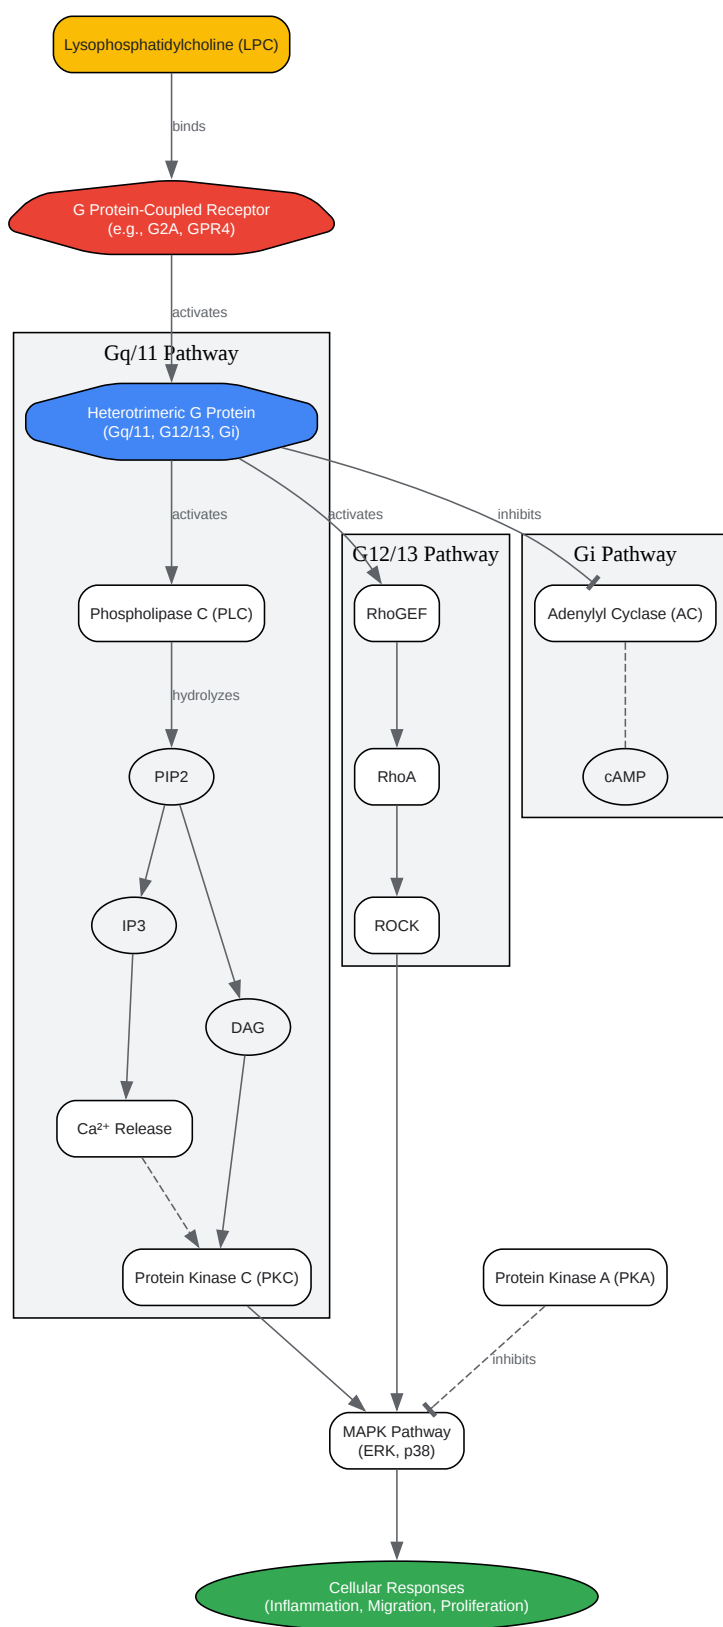 Lysophosphatidylcholine (LPC)
binds
G Protein-Coupled Receptor
(e.g., G2A, GPR4)
activates
Gq/11 Pathway
Heterotrimeric G Protein
(Gq/11, G12/13, Gi)
activates
activates
inhibits
G12/13 Pathway
Gi Pathway
Phospholipase C (PLC)
RhoGEF
Adenylyl Cyclase (AC)
hydrolyzes
PIP2
RhoA
cAMP
IP3
ROCK
DAG
Ca²⁺ Release
Protein Kinase C (PKC)
Protein Kinase A (PKA)
inhibits
MAPK Pathway
(ERK, p38)
Cellular Responses
(Inflammation, Migration, Proliferation)